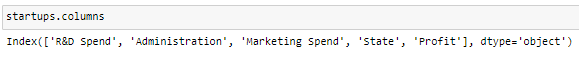 startups.columns
Index(['R&D Spend', 'Administration', 'Marketing Spend', 'State', 'Profit'], dtype='object')